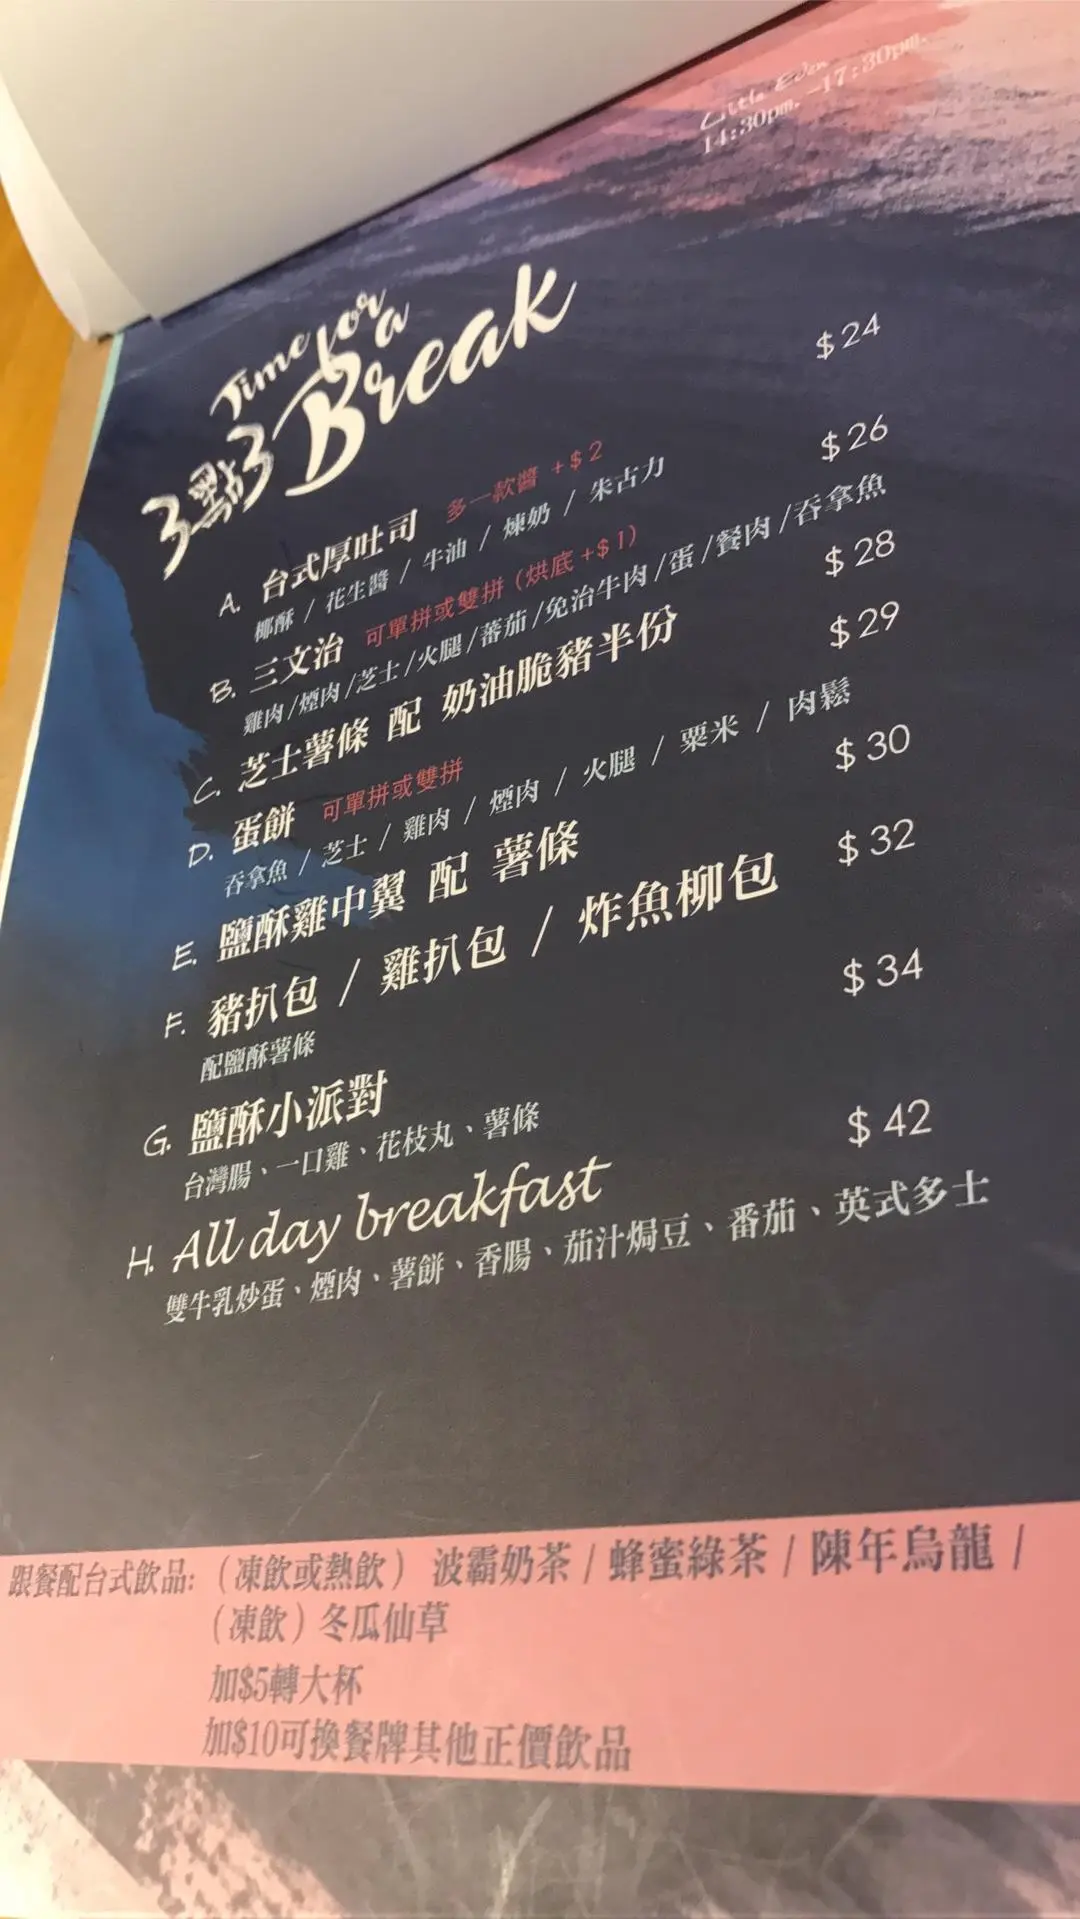 Little Eden
14:30pm. -17:30pm.
Time for
a
3點3 Break
$24
A. 台式厚吐司 多一款醬 +$2
椰酥 / 花生醬 / 牛油 / 煉奶 / 朱古力
$26
B. 三文治 可單拼或雙拼 (烘底 +$1)
雞肉/煙肉/芝士/火腿/蕃茄/免治牛肉/蛋/餐肉/吞拿魚
$28
C. 芝士薯條 配 奶油脆豬半份
$29
D. 蛋餅 可單拼或雙拼
吞拿魚 / 芝士 / 雞肉 / 煙肉 / 火腿 / 粟米 / 肉鬆
$30
E. 鹽酥雞中翼 配 薯條
$32
F. 豬扒包 / 雞扒包 / 炸魚柳包
配鹽酥薯條
$34
G. 鹽酥小派對
台灣腸、一口雞、花枝丸、薯條
$42
H. All day breakfast
雙牛乳炒蛋、煙肉、薯餅、香腸、茄汁焗豆、番茄、英式多士
跟餐配台式飲品: (凍飲或熱飲) 波霸奶茶 / 蜂蜜綠茶 / 陳年烏龍 /
(凍飲) 冬瓜仙草
加$5轉大杯
加$10可換餐牌其他正價飲品